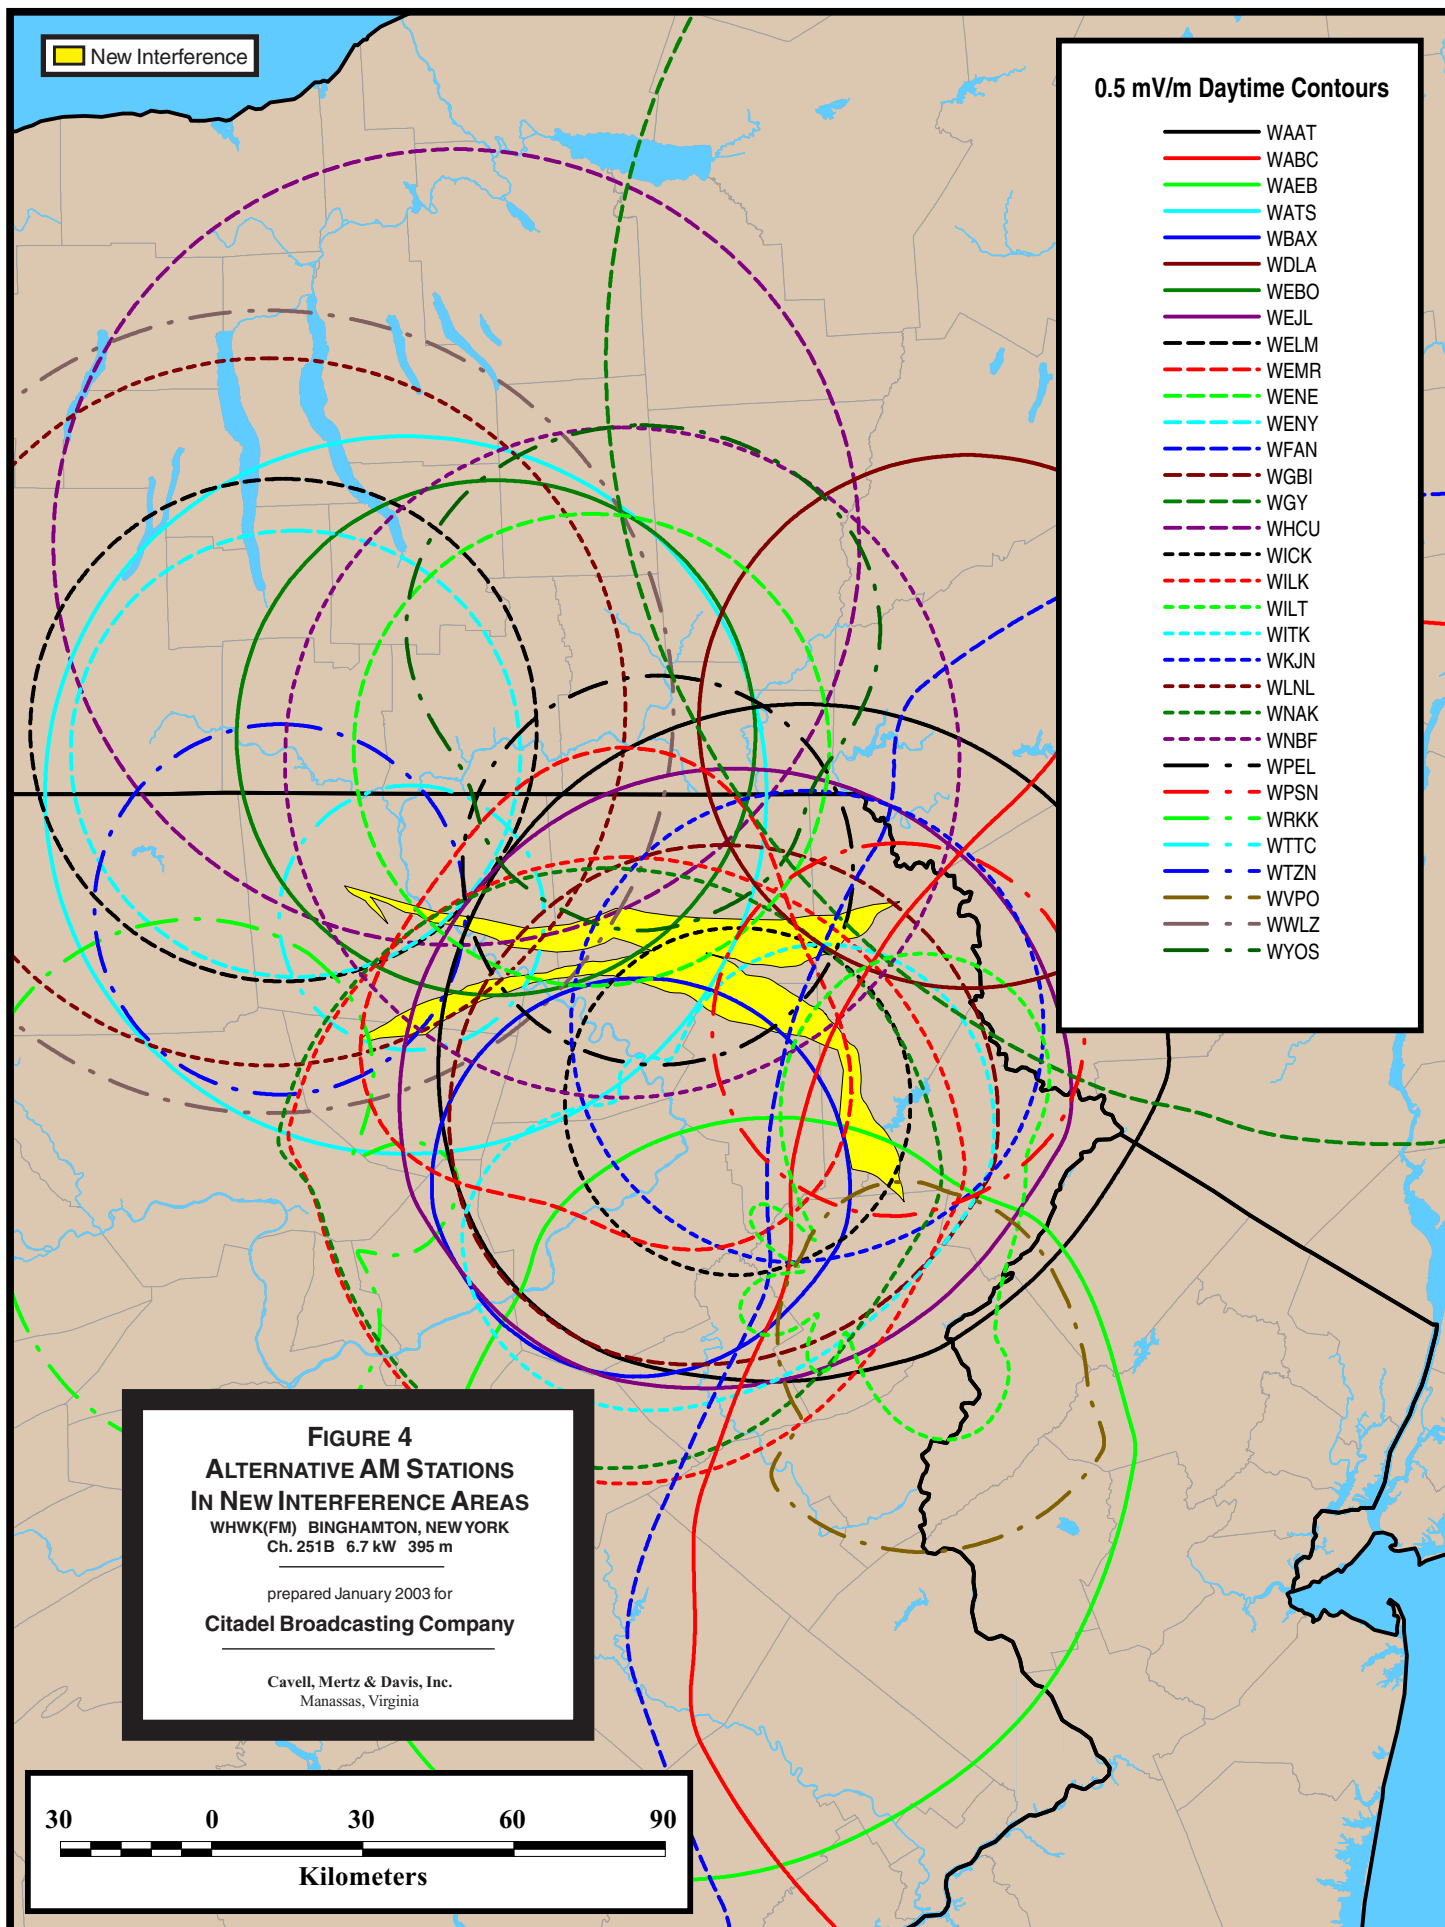 New Interference
0.5 mV/m Daytime Contours
WAAT
WABC
WAEB
WATS
WBAX
WDLA
WEBO
WEJL
WELM
WEMR
WENE
WENY
WFAN
WGBI
WGY
WHCU
WICK
WILK
WILT
WITK
WKJN
WLNL
WNAK
WNBF
WPEL
WPSN
WRKK
WTTC
WTZN
WVPO
WWLZ
WYOS
FIGURE 4
ALTERNATIVE AM STATIONS
IN NEW INTERFERENCE AREAS
WHWK(FM) BINGHAMTON, NEW YORK
Ch. 251B 6.7 kW 395 m
prepared January 2003 for
Citadel Broadcasting Company
Cavell, Mertz & Davis, Inc.
Manassas, Virginia
30 0 30 60 90
Kilometers